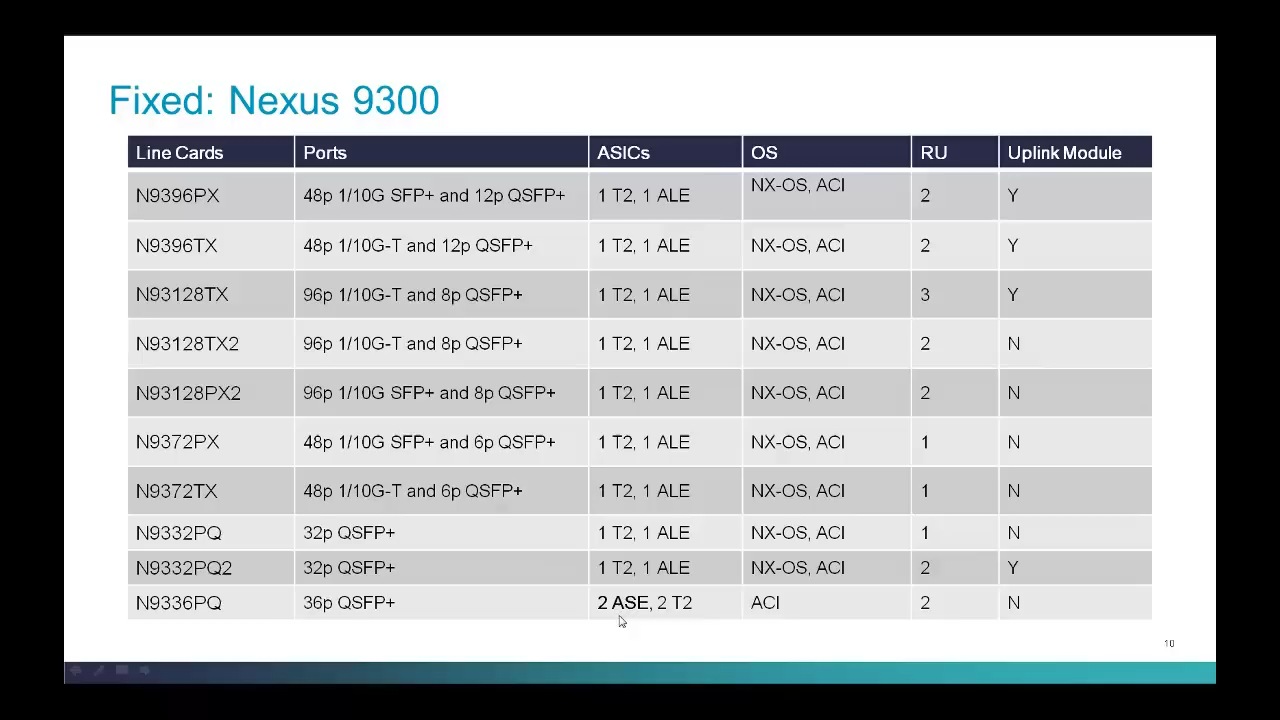 Fixed: Nexus 9300
Line Cards Ports ASICs OS RU Uplink Module
N9396PX 48p 1/10G SFP+ and 12p QSFP+ 1 T2, 1 ALE NX-OS, ACI 2 Y
N9396TX 48p 1/10G-T and 12p QSFP+ 1 T2, 1 ALE NX-OS, ACI 2 Y
N93128TX 96p 1/10G-T and 8p QSFP+ 1 T2, 1 ALE NX-OS, ACI 3 Y
N93128TX2 96p 1/10G-T and 8p QSFP+ 1 T2, 1 ALE NX-OS, ACI 2 N
N93128PX2 96p 1/10G SFP+ and 8p QSFP+ 1 T2, 1 ALE NX-OS, ACI 2 N
N9372PX 48p 1/10G SFP+ and 6p QSFP+ 1 T2, 1 ALE NX-OS, ACI 1 N
N9372TX 48p 1/10G-T and 6p QSFP+ 1 T2, 1 ALE NX-OS, ACI 1 N
N9332PQ 32p QSFP+ 1 T2, 1 ALE NX-OS, ACI 1 N
N9332PQ2 32p QSFP+ 1 T2, 1 ALE NX-OS, ACI 2 Y
N9336PQ 36p QSFP+ 2 ASE, 2 T2 ACI 2 N
10